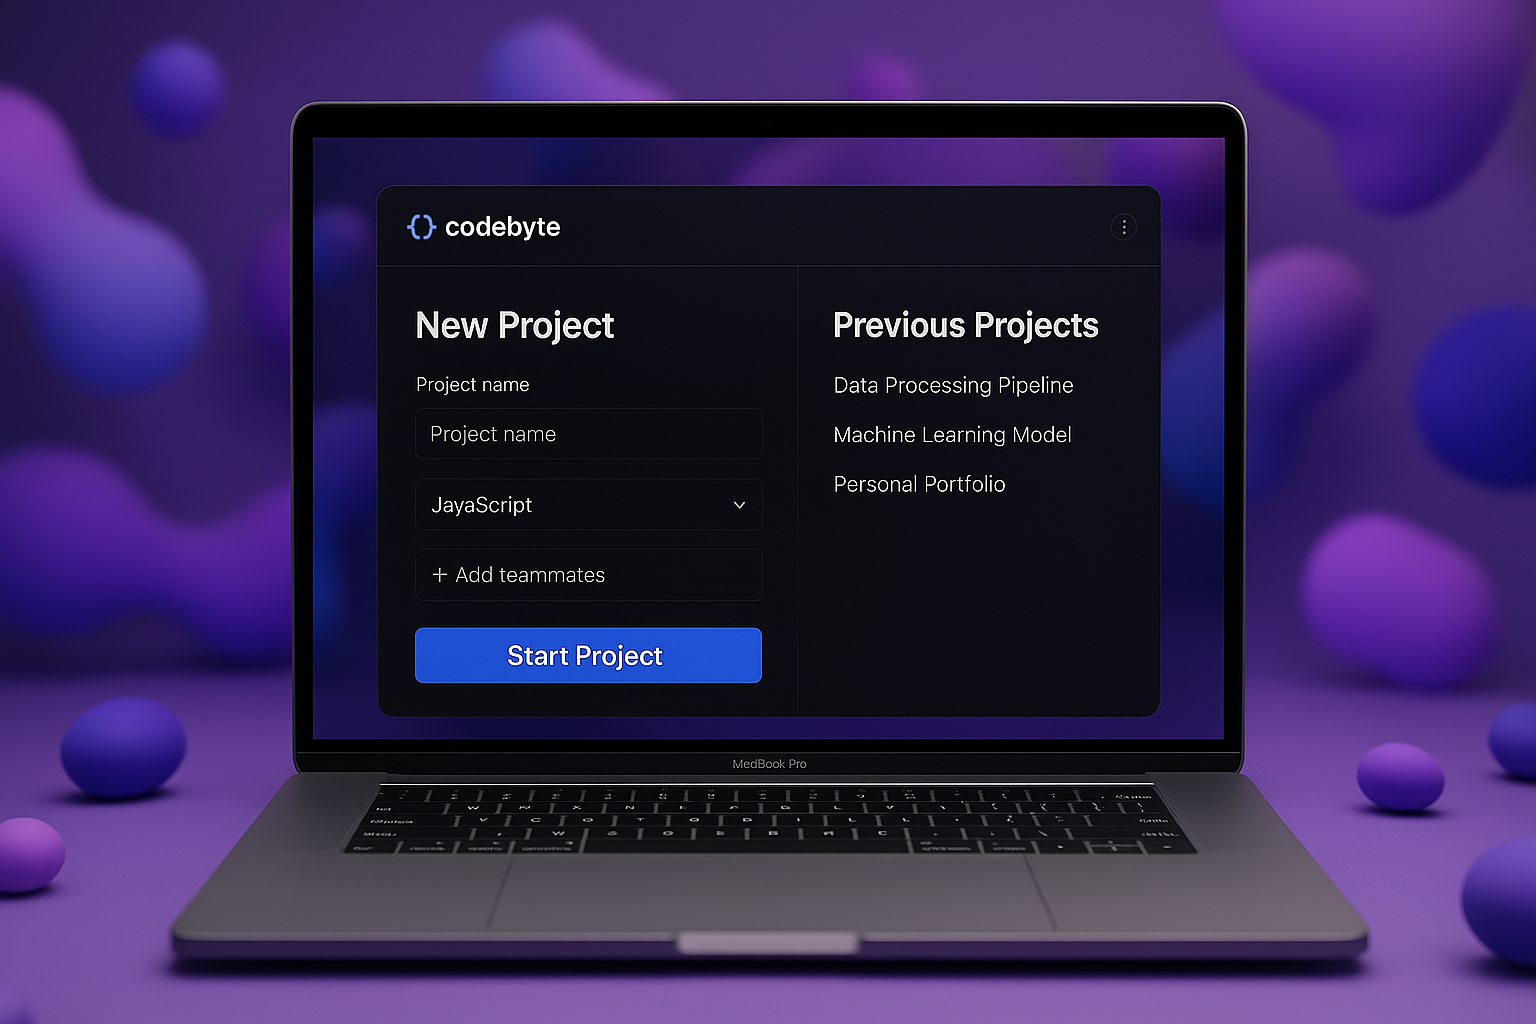 codebyte
New Project
Project name
Project name
JayaScript
+ Add teammates
Start Project
Previous Projects
Data Processing Pipeline
Machine Learning Model
Personal Portfolio
MedBook Pro